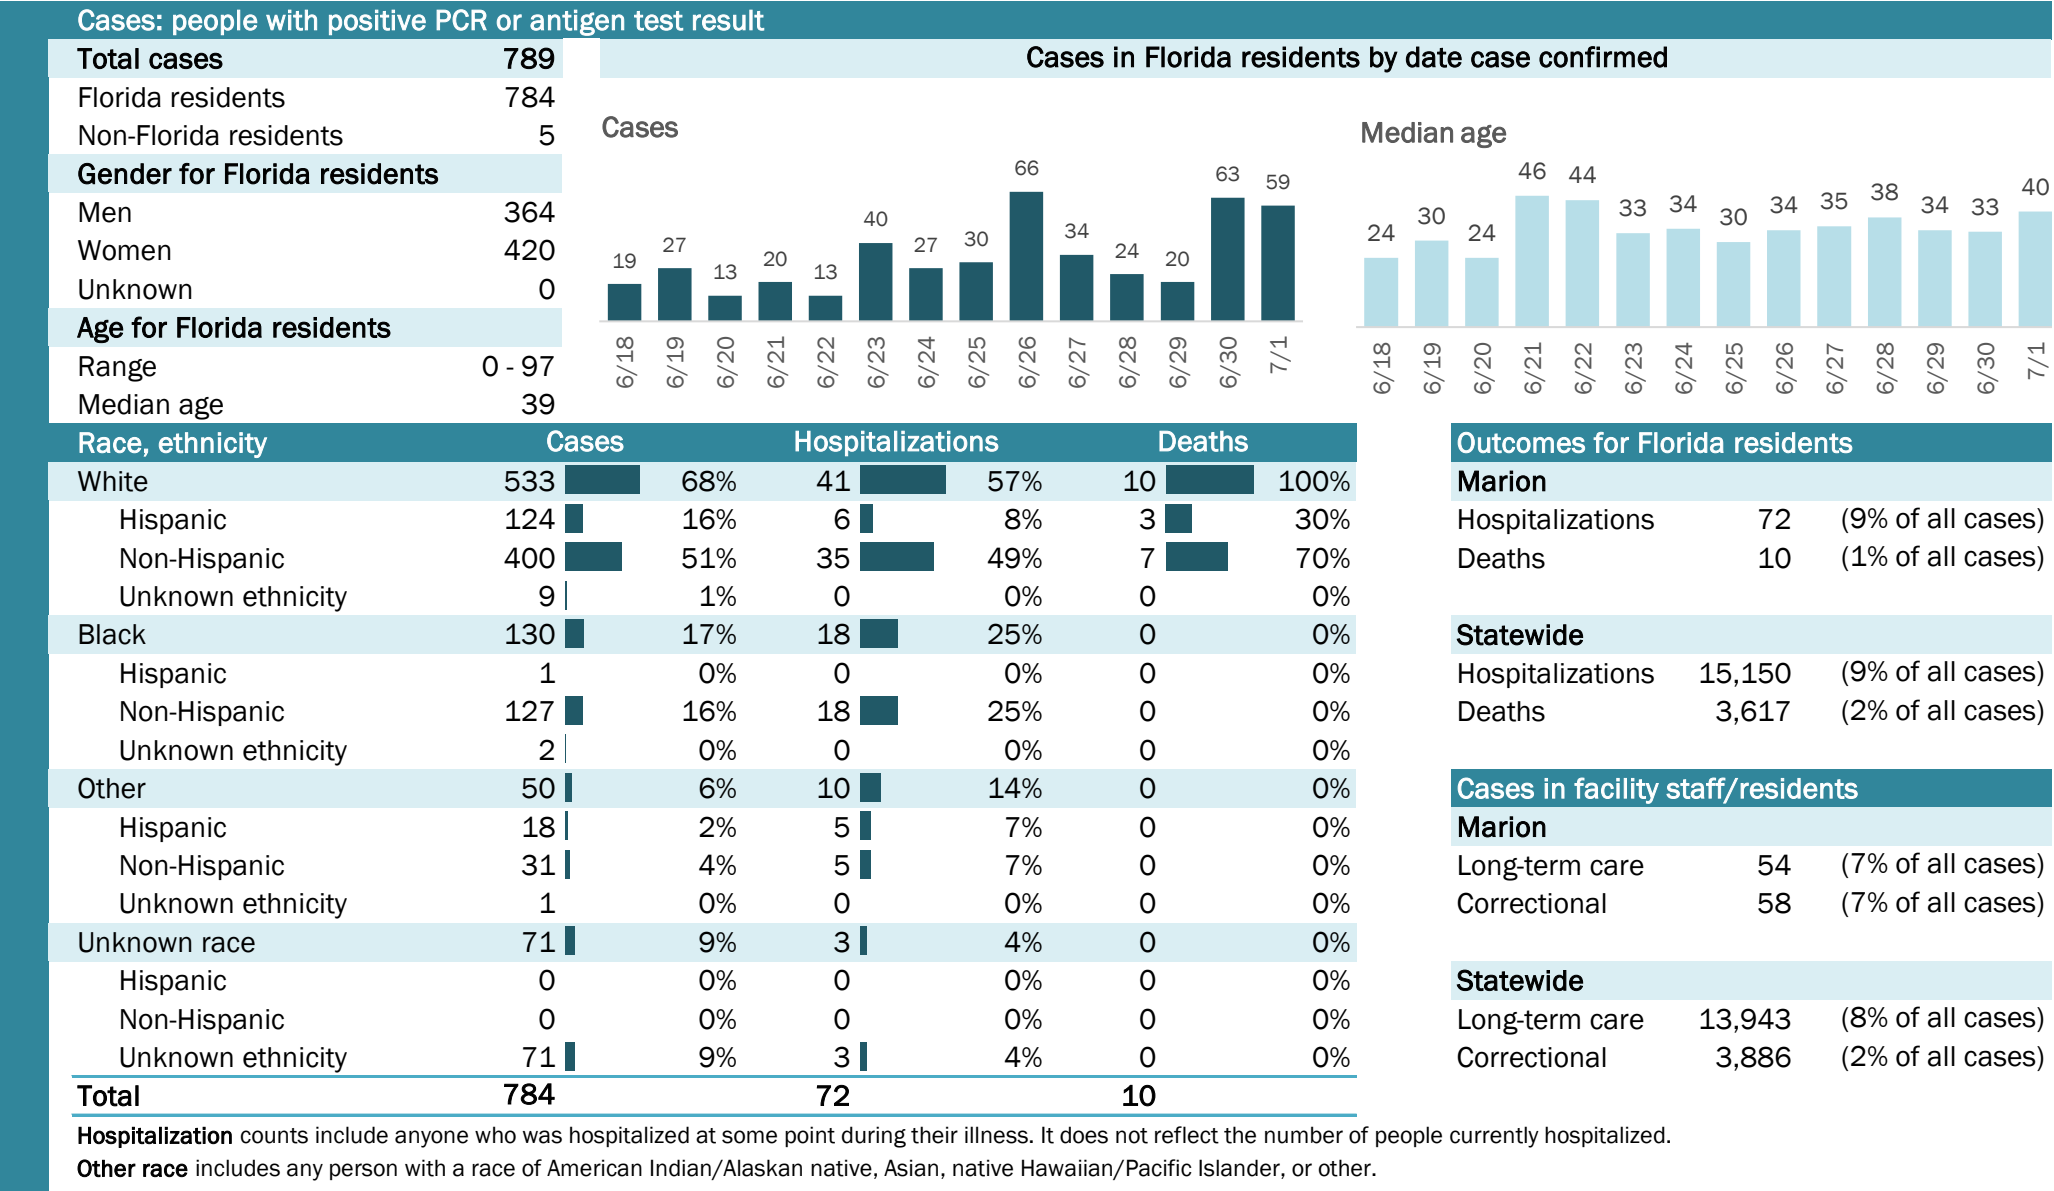 Cases: people with positive PCR or antigen test result
Total cases 789
Florida residents 784
Non-Florida residents 5
Gender for Florida residents
Men 364
Women 420
Unknown 0
Age for Florida residents
Range 0 - 97
Median age 39
Cases in Florida residents by date case confirmed
Cases
19 27 13 20 13 40 27 30 66 34 24 20 63 59
6/18 6/19 6/20 6/21 6/22 6/23 6/24 6/25 6/26 6/27 6/28 6/29 6/30 7/1
Median age
24 30 24 46 44 33 34 30 34 35 38 34 33 40
6/18 6/19 6/20 6/21 6/22 6/23 6/24 6/25 6/26 6/27 6/28 6/29 6/30 7/1
Race, ethnicity Cases Hospitalizations Deaths
White 533 68% 41 57% 10 100%
Hispanic 124 16% 6 8% 3 30%
Non-Hispanic 400 51% 35 49% 7 70%
Unknown ethnicity 9 1% 0 0% 0 0%
Black 130 17% 18 25% 0 0%
Hispanic 1 0% 0 0% 0 0%
Non-Hispanic 127 16% 18 25% 0 0%
Unknown ethnicity 2 0% 0 0% 0 0%
Other 50 6% 10 14% 0 0%
Hispanic 18 2% 5 7% 0 0%
Non-Hispanic 31 4% 5 7% 0 0%
Unknown ethnicity 1 0% 0 0% 0 0%
Unknown race 71 9% 3 4% 0 0%
Hispanic 0 0% 0 0% 0 0%
Non-Hispanic 0 0% 0 0% 0 0%
Unknown ethnicity 71 9% 3 4% 0 0%
Total 784 72 10
Outcomes for Florida residents
Marion
Hospitalizations 72 (9% of all cases)
Deaths 10 (1% of all cases)
Statewide
Hospitalizations 15,150 (9% of all cases)
Deaths 3,617 (2% of all cases)
Cases in facility staff/residents
Marion
Long-term care 54 (7% of all cases)
Correctional 58 (7% of all cases)
Statewide
Long-term care 13,943 (8% of all cases)
Correctional 3,886 (2% of all cases)
Hospitalization counts include anyone who was hospitalized at some point during their illness. It does not reflect the number of people currently hospitalized.
Other race includes any person with a race of American Indian/Alaskan native, Asian, native Hawaiian/Pacific Islander, or other.